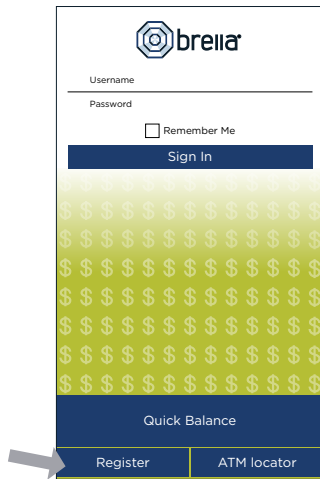 brella
Username
Password
Remember Me
Sign In
$ $ $ $ $ $ $ $ $ $ $ $ $
$ $ $ $ $ $ $ $ $ $ $ $ $
$ $ $ $ $ $ $ $ $ $ $ $ $
$ $ $ $ $ $ $ $ $ $ $ $ $
$ $ $ $ $ $ $ $ $ $ $ $ $
$ $ $ $ $ $ $ $ $ $ $ $ $
$ $ $ $ $ $ $ $ $ $ $ $ $
$ $ $ $ $ $ $ $ $ $ $ $ $
Quick Balance
Register ATM locator